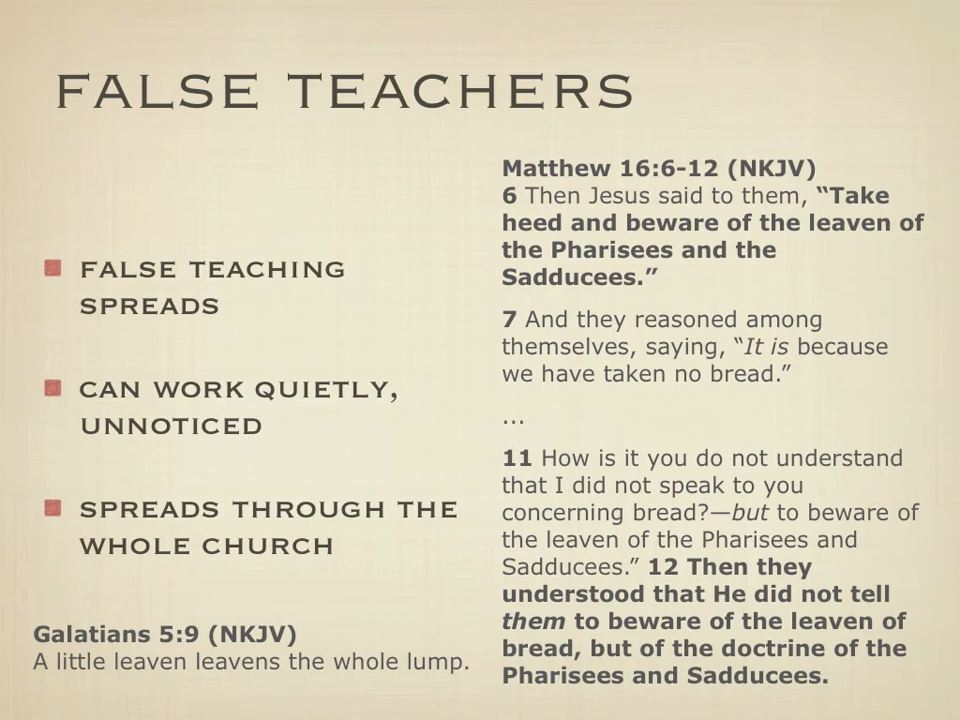 FALSE TEACHERS
FALSE TEACHING
SPREADS
CAN WORK QUIETLY,
UNNOTICED
SPREADS THROUGH THE
WHOLE CHURCH
Galatians 5:9 (NKJV)
A little leaven leavens the whole lump.
Matthew 16:6-12 (NKJV)
6 Then Jesus said to them, “Take
heed and beware of the leaven of
the Pharisees and the
Sadducees.”
7 And they reasoned among
themselves, saying, “It is because
we have taken no bread.”
...
11 How is it you do not understand
that I did not speak to you
concerning bread?—but to beware of
the leaven of the Pharisees and
Sadducees.” 12 Then they
understood that He did not tell
them to beware of the leaven of
bread, but of the doctrine of the
Pharisees and Sadducees.